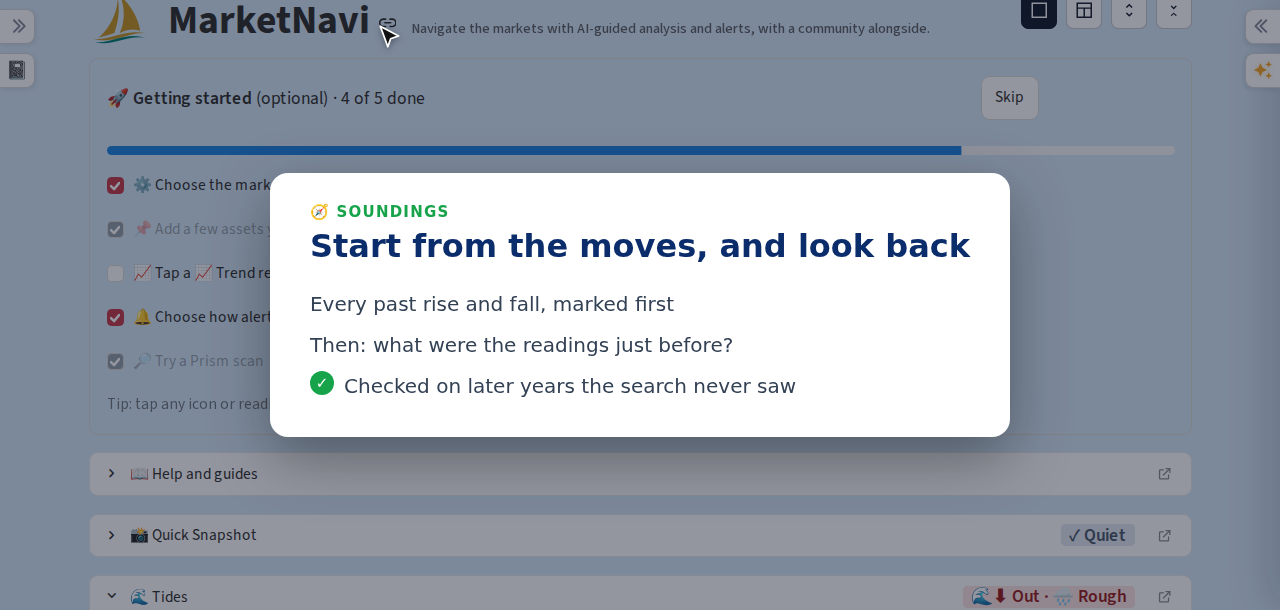 MarketNavi
Navigate the markets with AI-guided analysis and alerts, with a community alongside.
🚀 Getting started (optional) · 4 of 5 done
Skip
⚙️ Choose the mark
📌 Add a few assets
📈 Tap a 📈 Trend re
🔔 Choose how alert
🔎 Try a Prism scan
Tip: tap any icon or read
🧭 SOUNDINGS
Start from the moves, and look back
Every past rise and fall, marked first
Then: what were the readings just before?
✓ Checked on later years the search never saw
📖 Help and guides
📸 Quick Snapshot
✓ Quiet
🌊 Tides
🌊⬇ Out · 🌧️ Rough